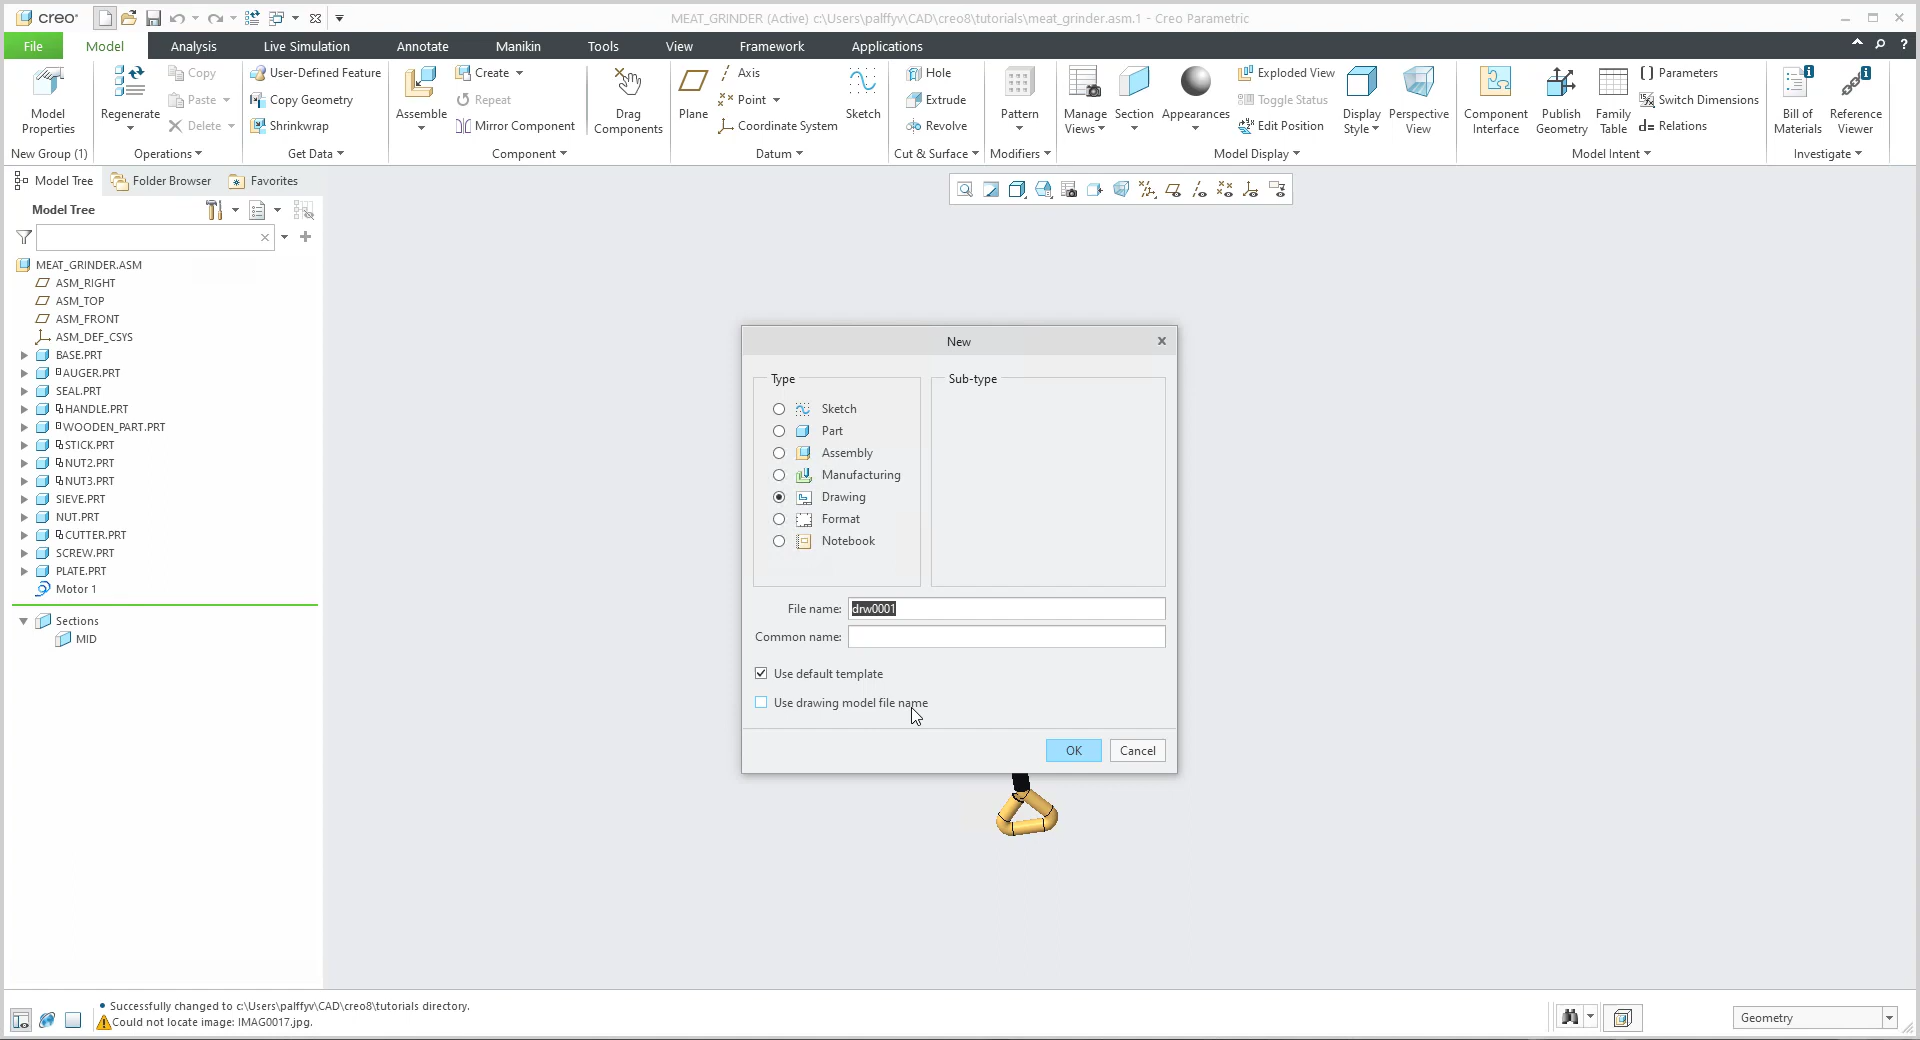 creo
MEAT_GRINDER (Active) c:\Users\palffyv\CAD\creo8\tutorials\meat_grinder.asm.1 - Creo Parametric
File Model Analysis Live Simulation Annotate Manikin Tools View Framework Applications
Model Properties
New Group (1)
Regenerate
Copy
Paste
Delete
Operations
User-Defined Feature
Copy Geometry
Shrinkwrap
Get Data
Assemble
Create
Repeat
Mirror Component
Component
Drag Components
Plane
Axis
Point
Coordinate System
Sketch
Datum
Hole
Extrude
Revolve
Cut & Surface
Pattern
Modifiers
Manage Views
Section
Appearances
Exploded View
Toggle Status
Edit Position
Display Style
Perspective View
Model Display
Component Interface
Publish Geometry
Family Table
Parameters
Switch Dimensions
d= Relations
Model Intent
Bill of Materials
Reference Viewer
Investigate
Model Tree Folder Browser Favorites
Model Tree
MEAT_GRINDER.ASM
ASM_RIGHT
ASM_TOP
ASM_FRONT
ASM_DEF_CSYS
BASE.PRT
AUGER.PRT
SEAL.PRT
HANDLE.PRT
WOODEN_PART.PRT
STICK.PRT
NUT2.PRT
NUT3.PRT
SIEVE.PRT
NUT.PRT
CUTTER.PRT
SCREW.PRT
PLATE.PRT
Motor 1
Sections
MID
New
Type
Sketch
Part
Assembly
Manufacturing
Drawing
Format
Notebook
Sub-type
File name: drw0001
Common name:
Use default template
Use drawing model file name
OK Cancel
• Successfully changed to c:\Users\palffyv\CAD\creo8\tutorials directory.
Could not locate image: IMAG0017.jpg.
Geometry